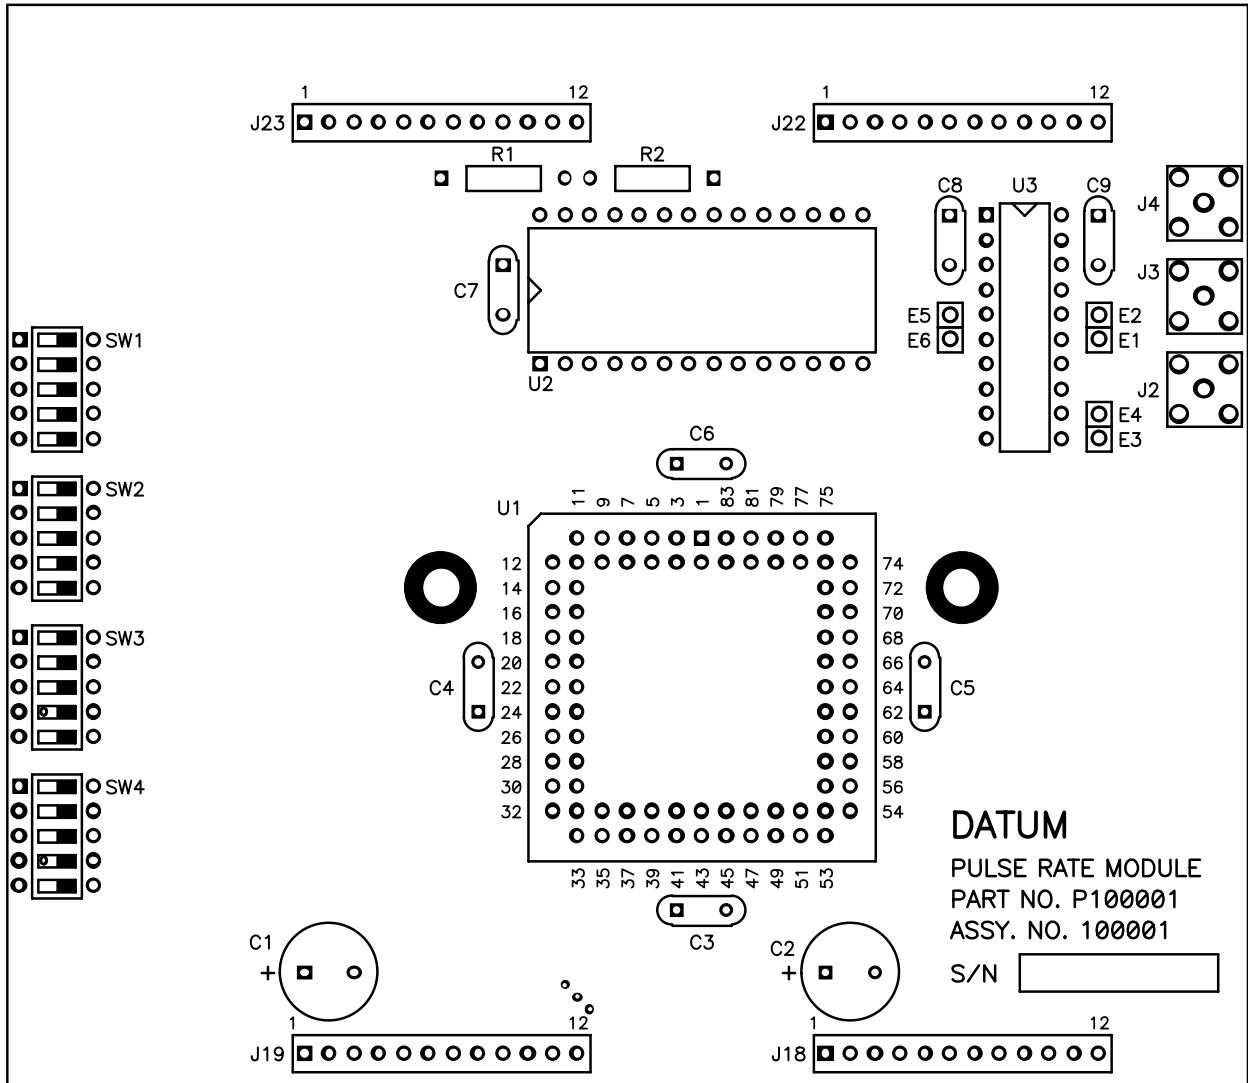 1 12
J23
1 12
J22
R1 R2
C8 U3 C9
J4
J3
C7
E5 E2
E6 E1
J2
U2
E4
E3
SW1
SW2
SW3
SW4
C6
U1
11 9 7 5 3 1 83 81 79 77 75
12 74
14 72
16 70
18 68
20 66
22 64
24 62
26 60
28 58
30 56
32 54
C4 C5
33 35 37 39 41 43 45 47 49 51 53
C3
DATUM
PULSE RATE MODULE
PART NO. P100001
ASSY. NO. 100001
S/N
C1
+
C2
+
1 12
J19
1 12
J18